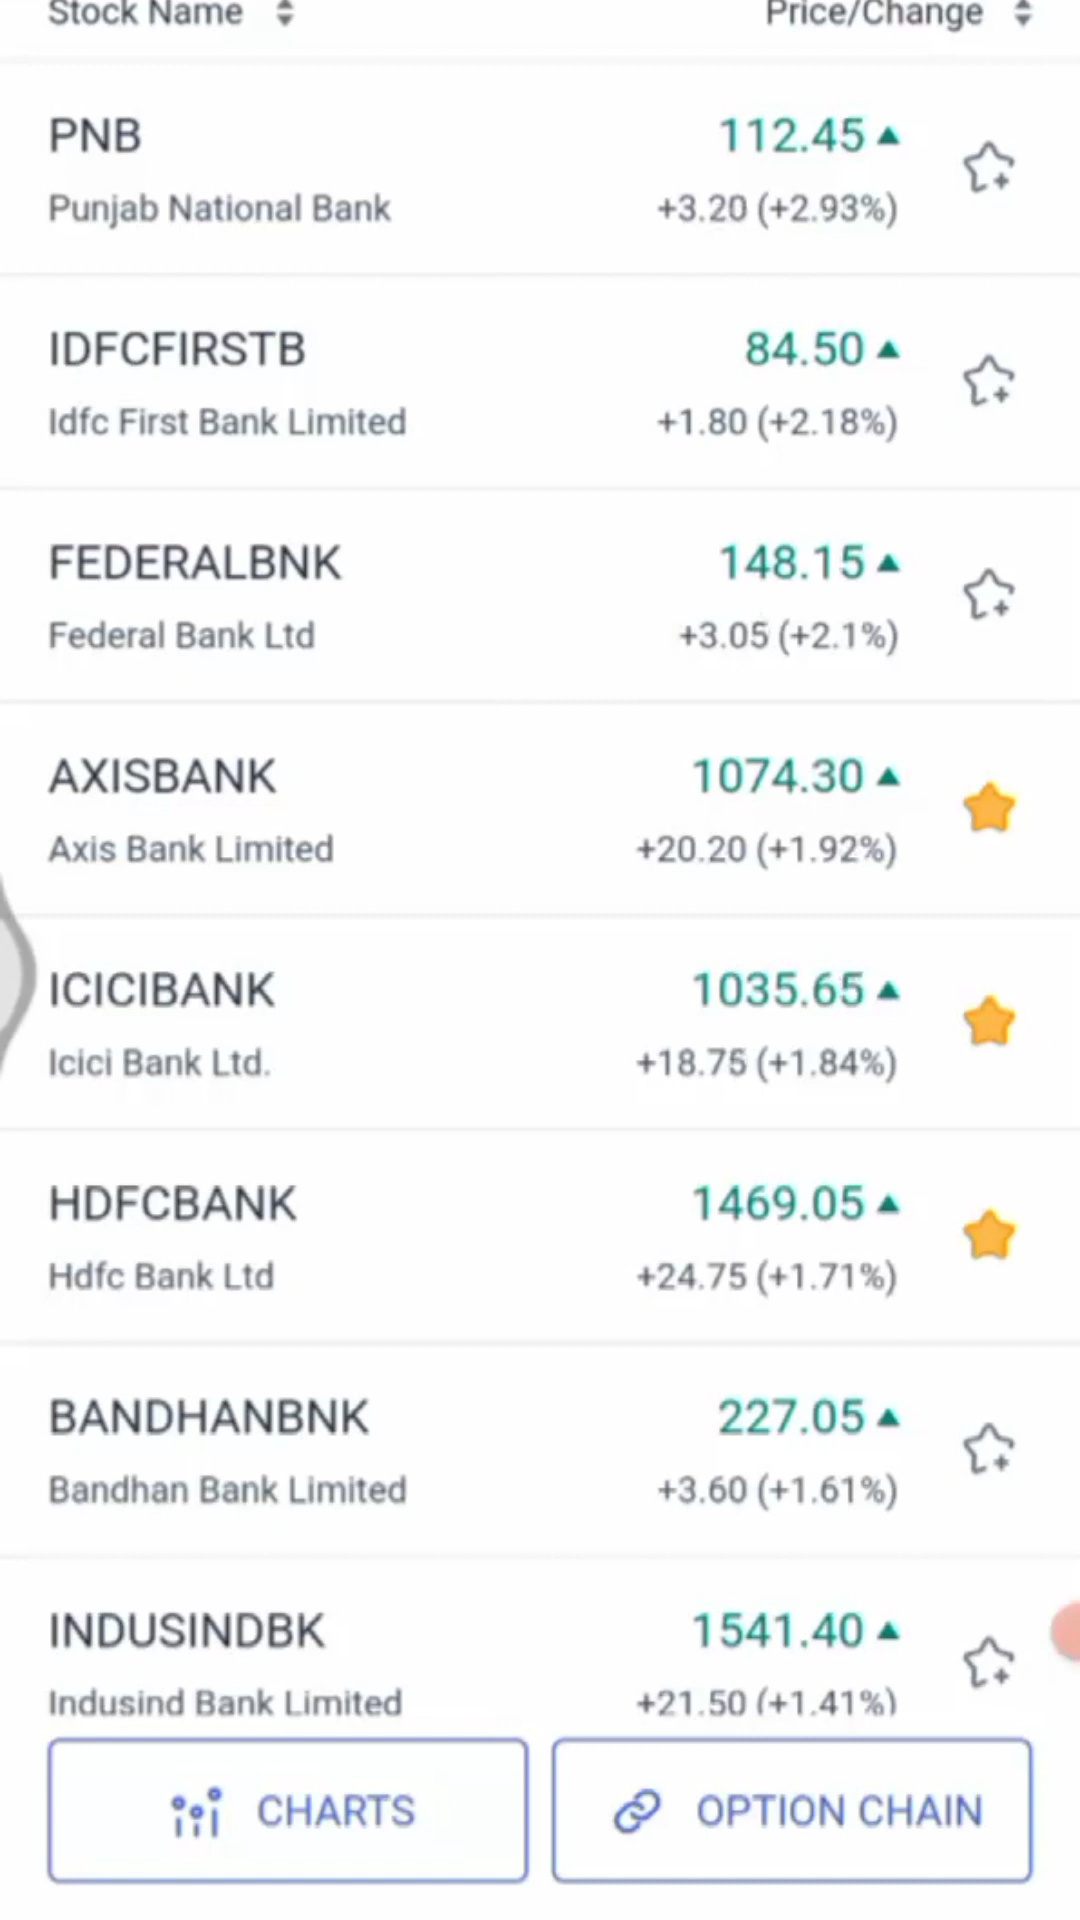 Stock Name Price/Change
PNB 112.45 ▲
Punjab National Bank +3.20 (+2.93%)
IDFCFIRSTB 84.50 ▲
Idfc First Bank Limited +1.80 (+2.18%)
FEDERALBNK 148.15 ▲
Federal Bank Ltd +3.05 (+2.1%)
AXISBANK 1074.30 ▲
Axis Bank Limited +20.20 (+1.92%)
ICICIBANK 1035.65 ▲
Icici Bank Ltd. +18.75 (+1.84%)
HDFCBANK 1469.05 ▲
Hdfc Bank Ltd +24.75 (+1.71%)
BANDHANBNK 227.05 ▲
Bandhan Bank Limited +3.60 (+1.61%)
INDUSINDBK 1541.40 ▲
Indusind Bank Limited +21.50 (+1.41%)
CHARTS OPTION CHAIN